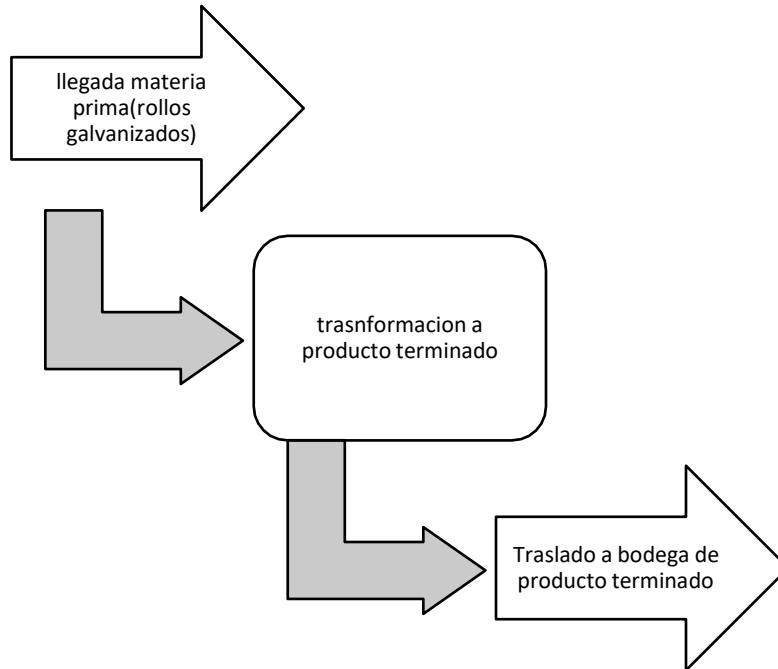 llegada materia
prima(rollos
galvanizados)
trasnformacion a
producto terminado
Traslado a bodega de
producto terminado